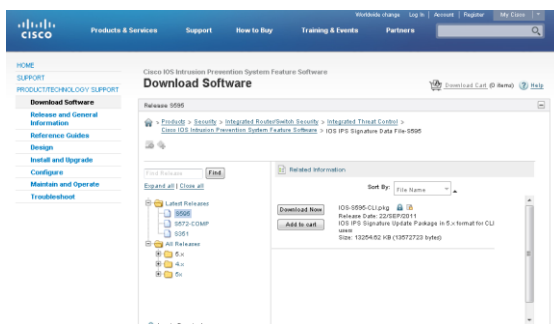 Worldwide change Log In Account Register My Cisco
CISCO
Products & Services Support How to Buy Training & Events Partners
HOME
SUPPORT
PRODUCT/TECHNOLOGY SUPPORT
Download Software
Release and General
Information
Reference Guides
Design
Install and Upgrade
Configure
Maintain and Operate
Troubleshoot
Cisco IOS Intrusion Prevention System Feature Software
Download Software
Download Cart (0 items) Help
Release S595
Products > Security > Integrated Router/Switch Security > Integrated Threat Control >
Cisco IOS Intrusion Prevention System Feature Software > IOS IPS Signature Data File-S595
Find Release Find
Expand all | Close all
Latest Releases
S595
S572-COMP
S351
All Releases
5.x
4.x
Related Information
Sort By: File Name
Download Now
Add to cart
IOS-S595-CLI.pkg
Release Date: 22/SEP/2011
IOS IPS Signature Update Package in 5.x format for CLI
users
Size: 13254.62 KB (13572723 bytes)